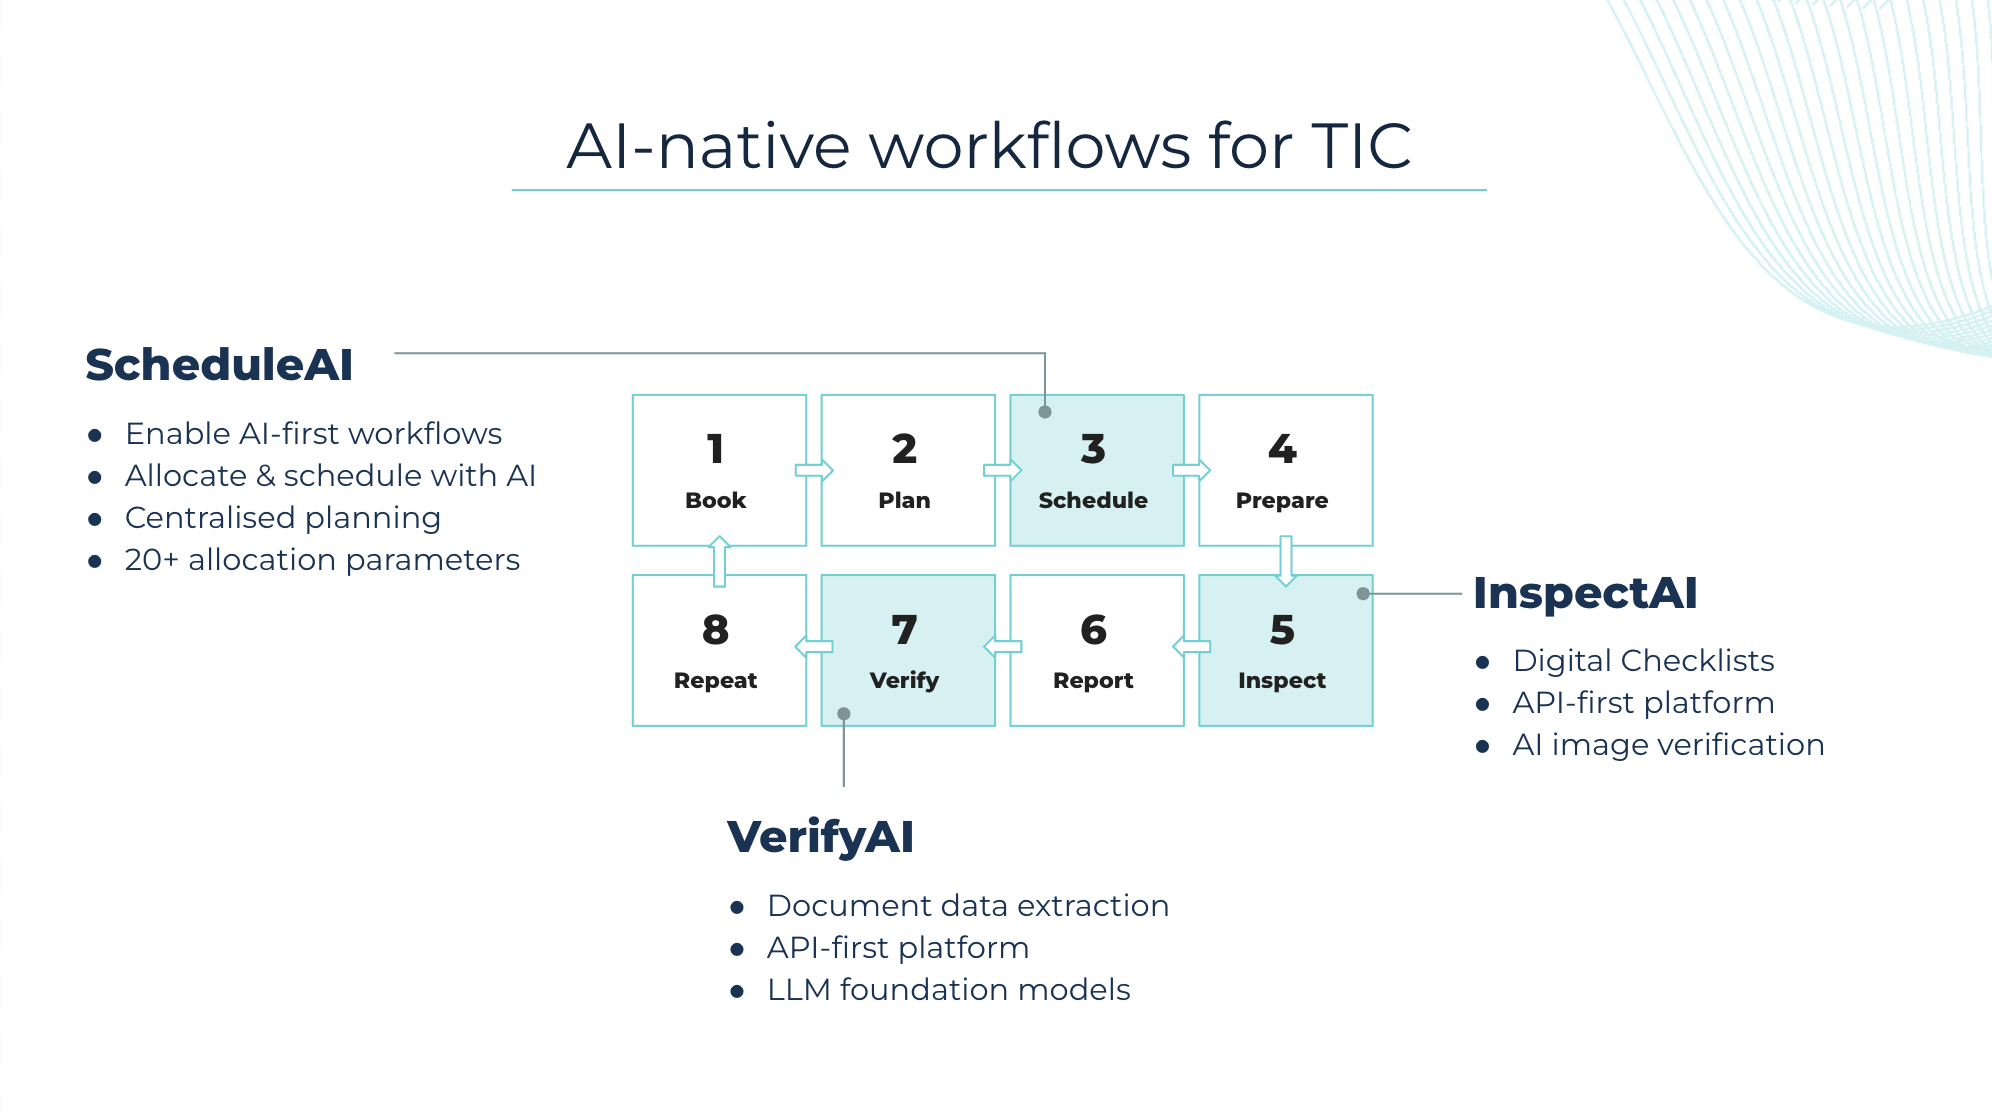 AI-native workflows for TIC
ScheduleAI
● Enable AI-first workflows
● Allocate & schedule with AI
● Centralised planning
● 20+ allocation parameters
1
Book
2
Plan
3
Schedule
4
Prepare
8
Repeat
7
Verify
6
Report
5
Inspect
InspectAI
● Digital Checklists
● API-first platform
● AI image verification
VerifyAI
● Document data extraction
● API-first platform
● LLM foundation models